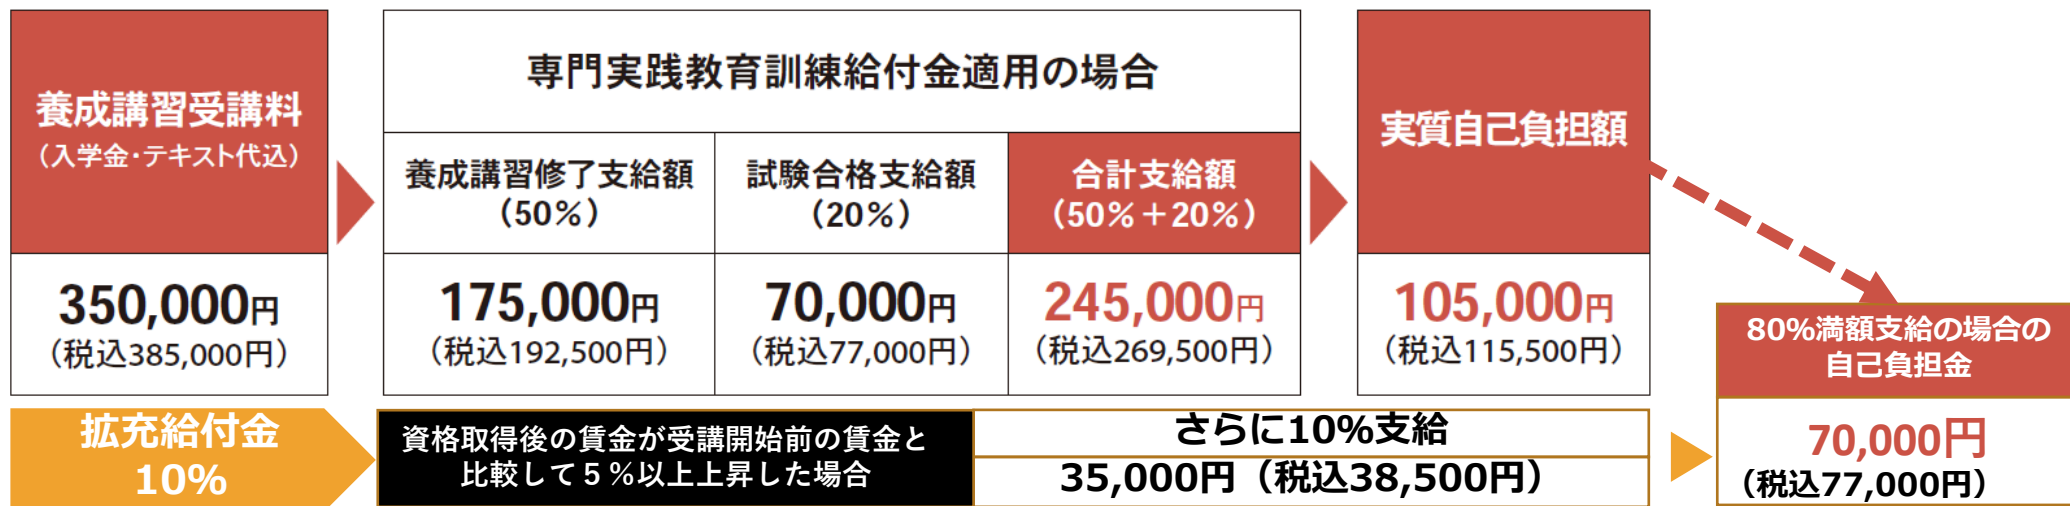 養成講習受講料
（入学金・テキスト代込）
350,000円
（税込385,000円）
専門実践教育訓練給付金適用の場合
養成講習修了支給額
（50％）
175,000円
（税込192,500円）
試験合格支給額
（20％）
70,000円
（税込77,000円）
合計支給額
（50％＋20％）
245,000円
（税込269,500円）
実質自己負担額
105,000円
（税込115,500円）
拡充給付金
10%
資格取得後の賃金が受講開始前の賃金と
比較して５％以上上昇した場合
さらに10%支給
35,000円（税込38,500円）
80%満額支給の場合の
自己負担金
70,000円
（税込77,000円）